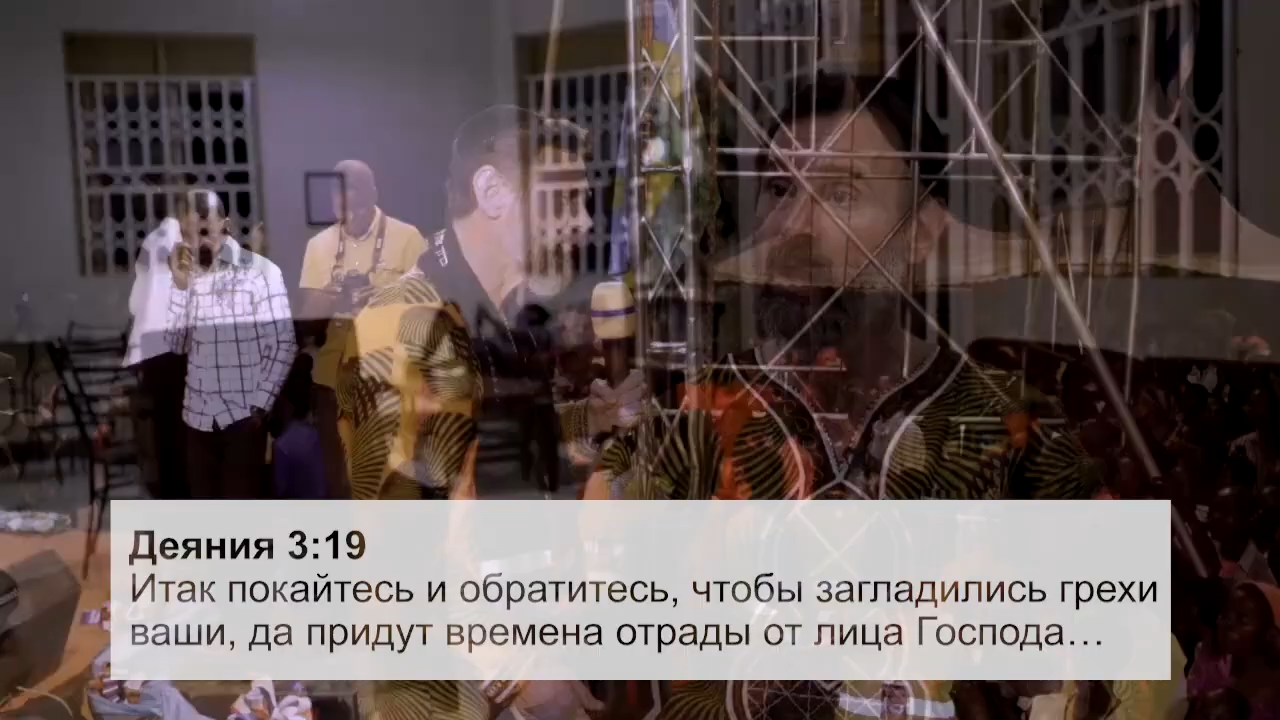 Деяния 3:19
Итак покайтесь и обратитесь, чтобы загладились грехи
ваши, да придут времена отрады от лица Господа…